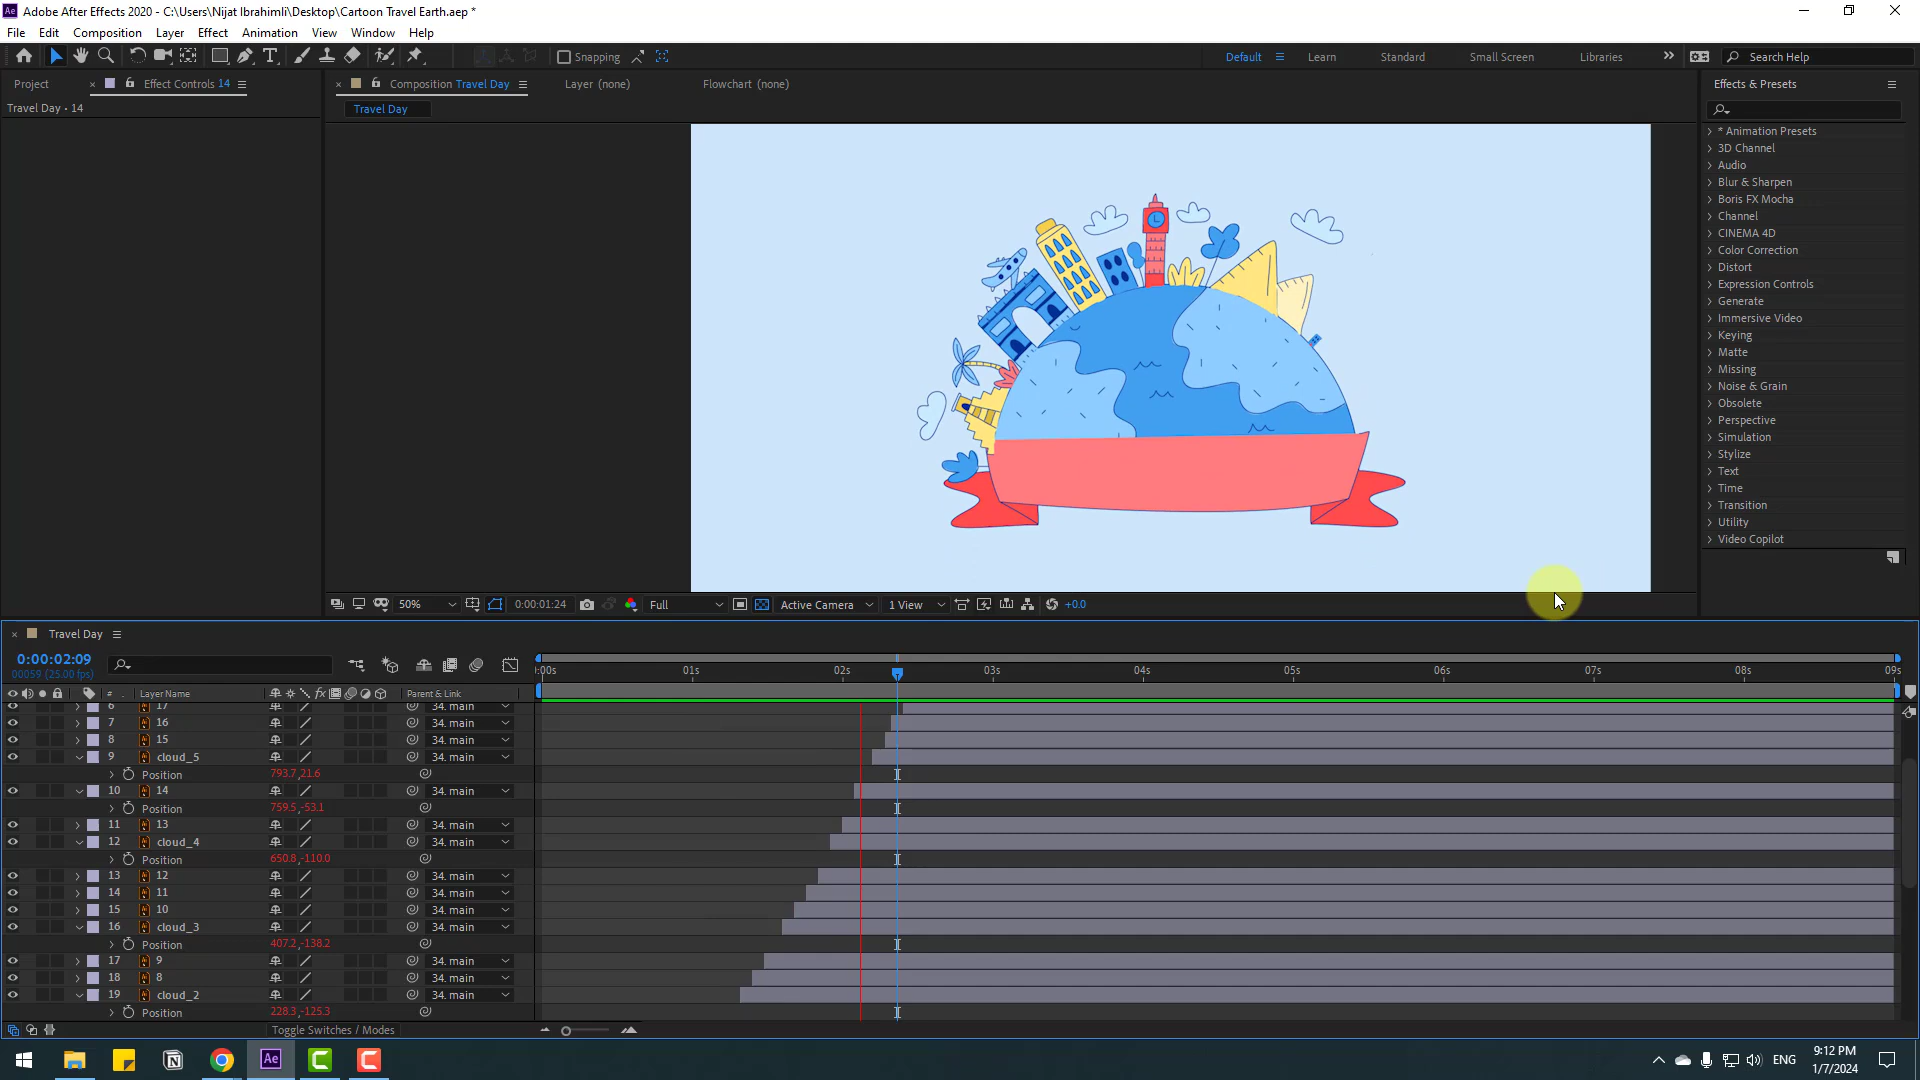 Adobe After Effects 2020 - C:\Users\Nijat Ibrahimli\Desktop\Cartoon Travel Earth.aep *
File Edit Composition Layer Effect Animation View Window Help
Snapping Default Learn Standard Small Screen Libraries Search Help
Project Effect Controls 14 Composition Travel Day Layer (none) Flowchart (none) Effects & Presets
Travel Day • 14
Travel Day
* Animation Presets
3D Channel
Audio
Blur & Sharpen
Boris FX Mocha
Channel
CINEMA 4D
Color Correction
Distort
Expression Controls
Generate
Immersive Video
Keying
Matte
Missing
Noise & Grain
Obsolete
Perspective
Simulation
Stylize
Text
Time
Transition
Utility
Video Copilot
50% 0:00:01:24 Full Active Camera 1 View +0.0
Travel Day
0:00:02:09
00059 (25.00 fps)
:00s 01s 02s 03s 04s 05s 06s 07s 08s 09s
# Layer Name Parent & Link
6 17 34. main
7 16 34. main
8 15 34. main
9 cloud_5 34. main
Position 793.7,21.6
10 14 34. main
Position 759.5,-53.1
11 13 34. main
12 cloud_4 34. main
Position 650.8,-110.0
13 12 34. main
14 11 34. main
15 10 34. main
16 cloud_3 34. main
Position 407.2,-138.2
17 9 34. main
18 8 34. main
19 cloud_2 34. main
Position 228.3,-125.3
Toggle Switches / Modes
ENG 9:12 PM
1/7/2024